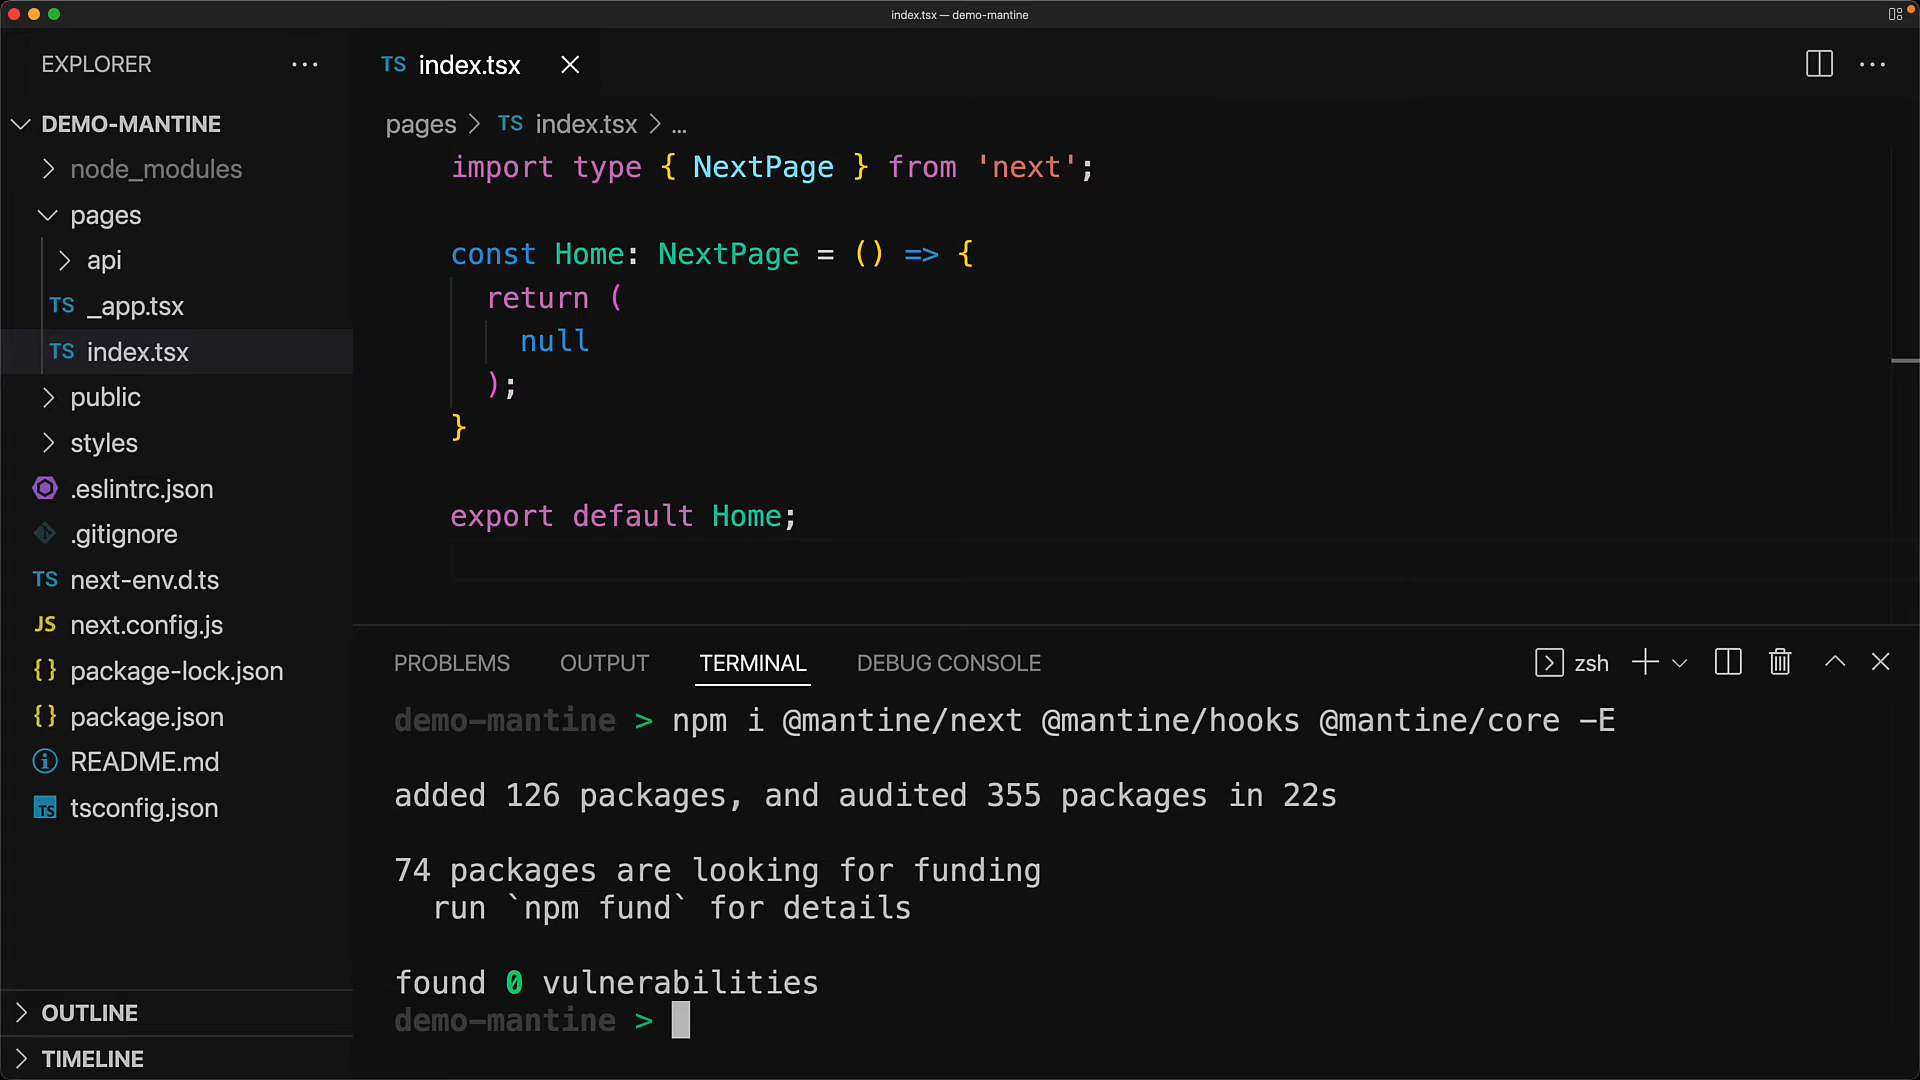 index.tsx — demo-mantine
EXPLORER
TS index.tsx
DEMO-MANTINE
node_modules
pages
api
TS _app.tsx
TS index.tsx
public
styles
.eslintrc.json
.gitignore
TS next-env.d.ts
JS next.config.js
{} package-lock.json
{} package.json
README.md
TS tsconfig.json
OUTLINE
TIMELINE
pages > TS index.tsx > ...
import type { NextPage } from 'next';
const Home: NextPage = () => {
return (
null
);
}
export default Home;
PROBLEMS OUTPUT TERMINAL DEBUG CONSOLE zsh
demo-mantine > npm i @mantine/next @mantine/hooks @mantine/core -E
added 126 packages, and audited 355 packages in 22s
74 packages are looking for funding
run `npm fund` for details
found 0 vulnerabilities
demo-mantine >